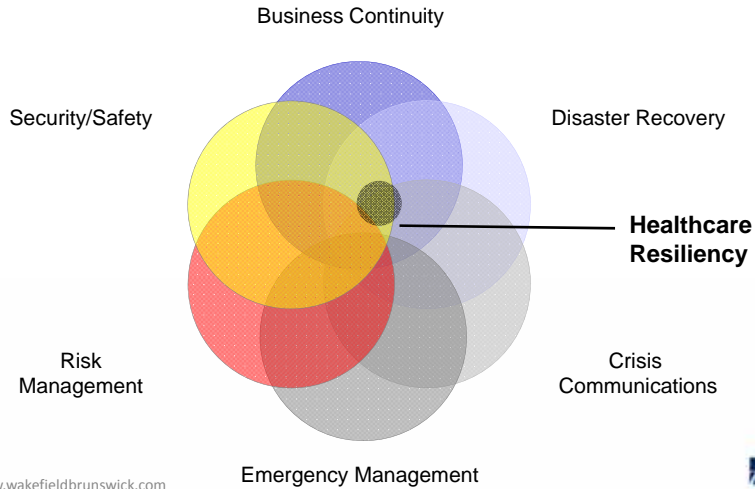 Business Continuity
Security/Safety
Disaster Recovery
Healthcare
Resiliency
Risk
Management
Crisis
Communications
Emergency Management
w.wakefieldbrunswick.com